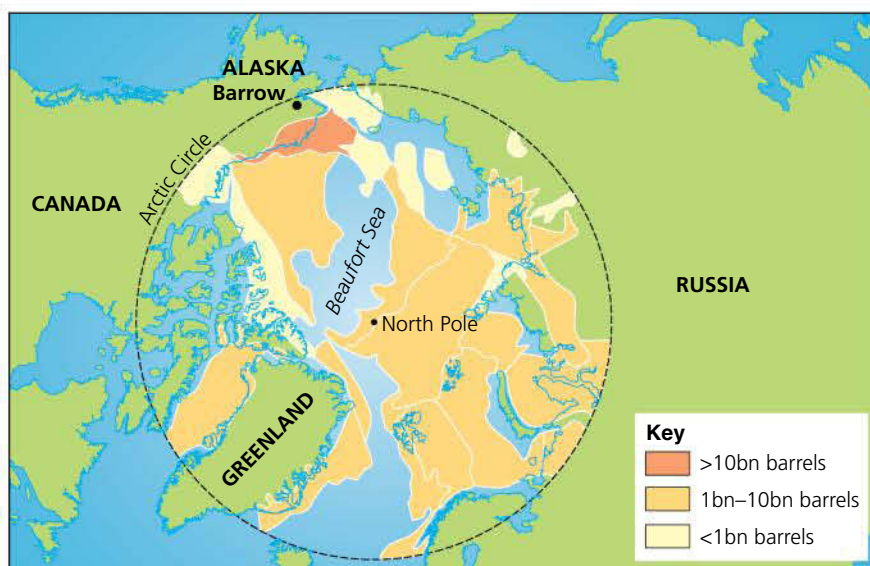 ALASKA
Barrow
Arctic Circle
CANADA
Beaufort Sea
RUSSIA
North Pole
GREENLAND
Key
>10bn barrels
1bn–10bn barrels
<1bn barrels